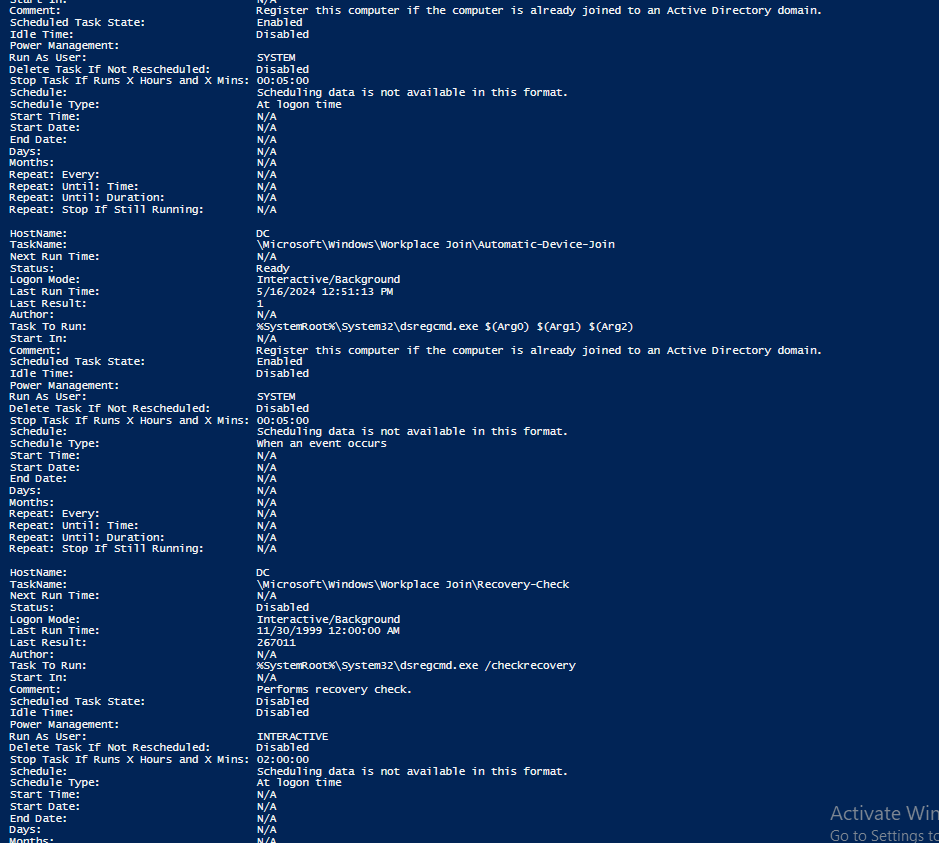 Start In: N/A
Comment: Register this computer if the computer is already joined to an Active Directory domain.
Scheduled Task State: Enabled
Idle Time: Disabled
Power Management:
Run As User: SYSTEM
Delete Task If Not Rescheduled: Disabled
Stop Task If Runs X Hours and X Mins: 00:05:00
Schedule: Scheduling data is not available in this format.
Schedule Type: At logon time
Start Time: N/A
Start Date: N/A
End Date: N/A
Days: N/A
Months: N/A
Repeat: Every: N/A
Repeat: Until: Time: N/A
Repeat: Until: Duration: N/A
Repeat: Stop If Still Running: N/A
HostName: DC
TaskName: \Microsoft\Windows\Workplace Join\Automatic-Device-Join
Next Run Time: N/A
Status: Ready
Logon Mode: Interactive/Background
Last Run Time: 5/16/2024 12:51:13 PM
Last Result: 1
Author: N/A
Task To Run: %SystemRoot%\System32\dsregcmd.exe $(Arg0) $(Arg1) $(Arg2)
Start In: N/A
Comment: Register this computer if the computer is already joined to an Active Directory domain.
Scheduled Task State: Enabled
Idle Time: Disabled
Power Management:
Run As User: SYSTEM
Delete Task If Not Rescheduled: Disabled
Stop Task If Runs X Hours and X Mins: 00:05:00
Schedule: Scheduling data is not available in this format.
Schedule Type: When an event occurs
Start Time: N/A
Start Date: N/A
End Date: N/A
Days: N/A
Months: N/A
Repeat: Every: N/A
Repeat: Until: Time: N/A
Repeat: Until: Duration: N/A
Repeat: Stop If Still Running: N/A
HostName: DC
TaskName: \Microsoft\Windows\Workplace Join\Recovery-Check
Next Run Time: N/A
Status: Disabled
Logon Mode: Interactive/Background
Last Run Time: 11/30/1999 12:00:00 AM
Last Result: 267011
Author: N/A
Task To Run: %SystemRoot%\System32\dsregcmd.exe /checkrecovery
Start In: N/A
Comment: Performs recovery check.
Scheduled Task State: Disabled
Idle Time: Disabled
Power Management:
Run As User: INTERACTIVE
Delete Task If Not Rescheduled: Disabled
Stop Task If Runs X Hours and X Mins: 02:00:00
Schedule: Scheduling data is not available in this format.
Schedule Type: At logon time
Start Time: N/A
Start Date: N/A
End Date: N/A
Days: N/A
Months: N/A
Activate Win
Go to Settings to